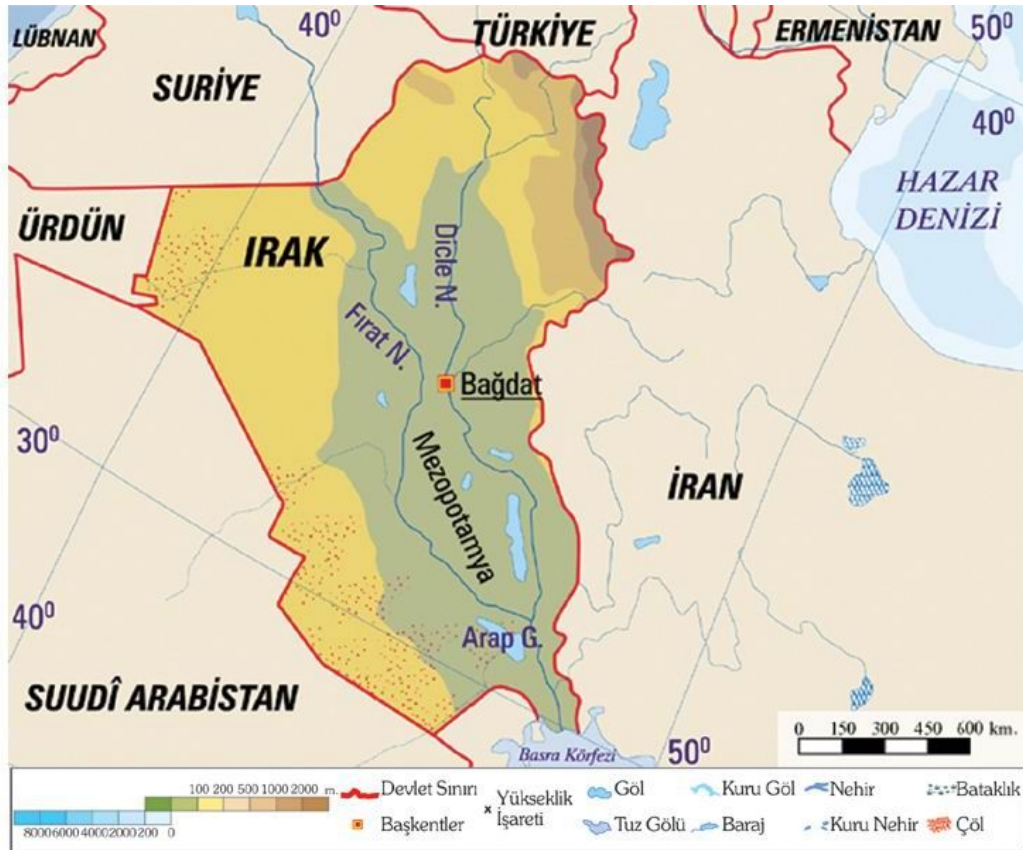 LÜBNAN
40⁰
TÜRKİYE
ERMENİSTAN
50⁰
SURİYE
40⁰
HAZAR
DENİZİ
ÜRDÜN
IRAK
Dicle N.
Fırat N.
Bağdat
30⁰
Mezopotamya
İRAN
40⁰
Arap G.
SUUDÎ ARABİSTAN
Basra Körfezi
50⁰
0 150 300 450 600 km.
100 200 500 1000 2000 m.
8000 6000 4000 2000 200 0
Devlet Sınırı
Başkentler
Yükseklik
İşareti
Göl
Tuz Gölü
Kuru Göl
Baraj
Nehir
Kuru Nehir
Bataklık
Çöl